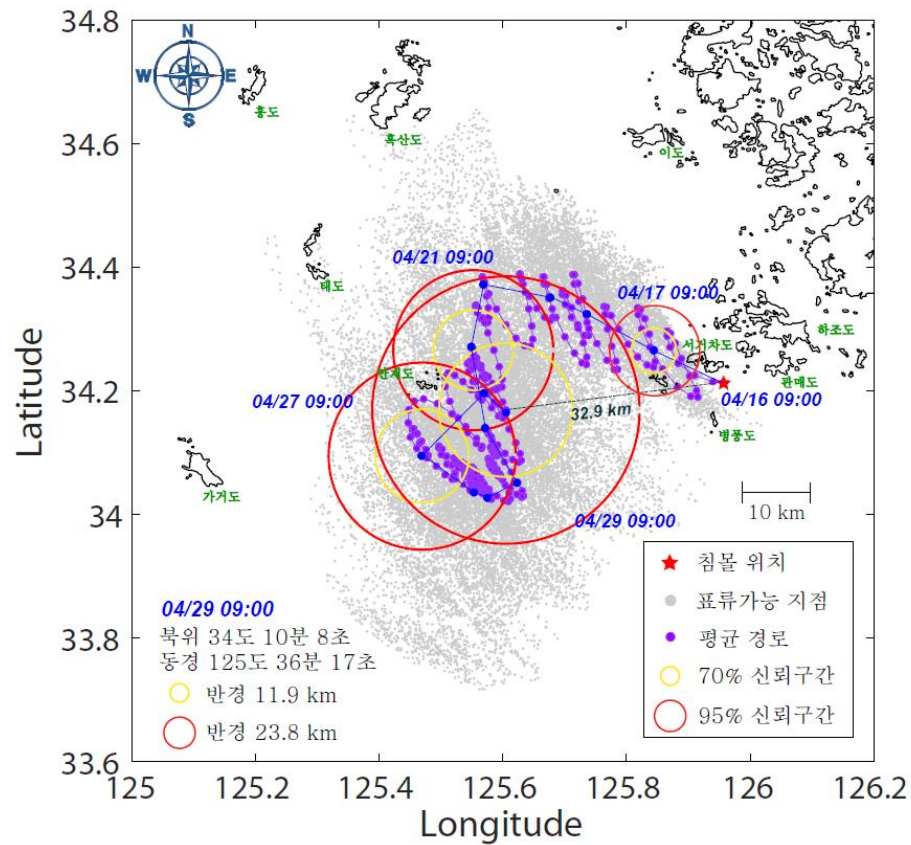 34.8
34.6
34.4
34.2
34
33.8
33.6
Latitude
125
125.2
125.4
125.6
125.8
126
126.2
Longitude
N
W
E
S
홍도
흑산도
이도
태도
만재도
가거도
서거차도
하조도
관매도
병풍도
04/21 09:00
04/17 09:00
04/16 09:00
04/27 09:00
04/29 09:00
32.9 km
10 km
04/29 09:00
북위 34도 10분 8초
동경 125도 36분 17초
반경 11.9 km
반경 23.8 km
침몰 위치
표류가능 지점
평균 경로
70% 신뢰구간
95% 신뢰구간